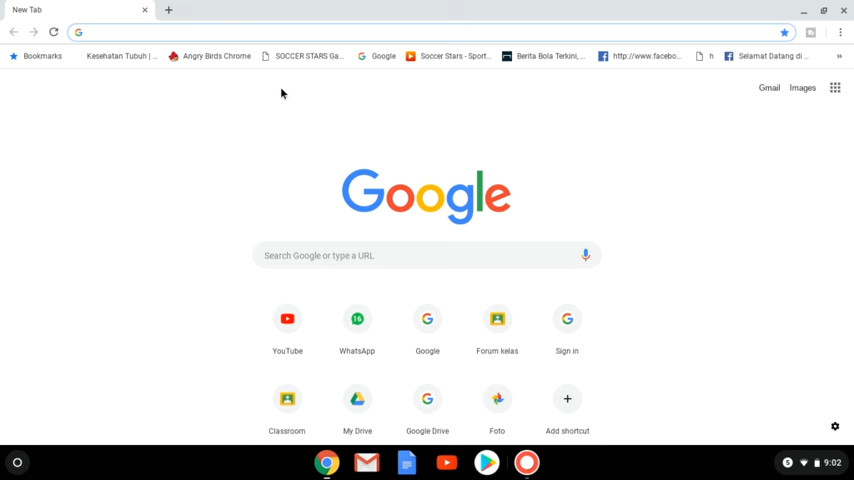 New Tab
Bookmarks Kesehatan Tubuh | ... Angry Birds Chrome SOCCER STARS Ga... Google Soccer Stars - Sport... Berita Bola Terkini,... http://www.facebo... h Selamat Datang di ... »
Gmail Images
Google
Search Google or type a URL
16
YouTube WhatsApp Google Forum kelas Sign in
Classroom My Drive Google Drive Foto Add shortcut
5 9:02